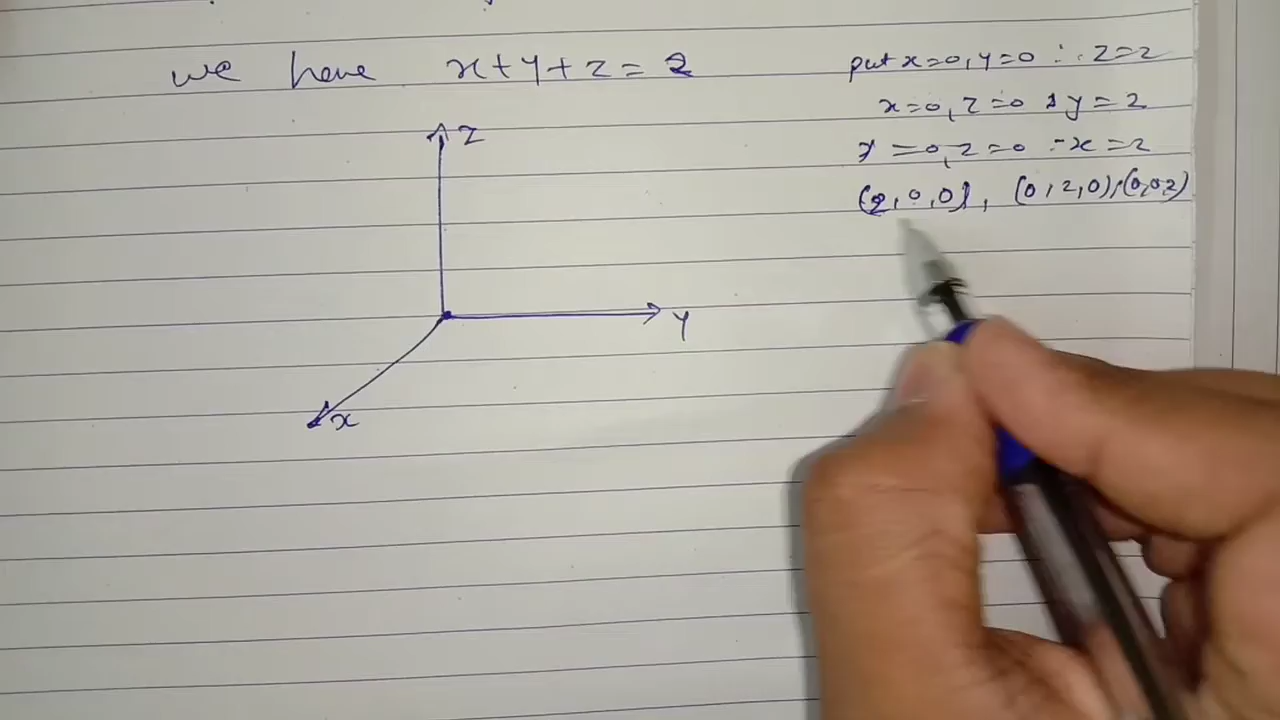 we have x+y+z=2
put x=0, y=0 ∴ z=2
x=0, z=0 ∴ y=2
y=0, z=0 ∴ x=2
(2,0,0), (0,2,0), (0,0,2)
z
y
x